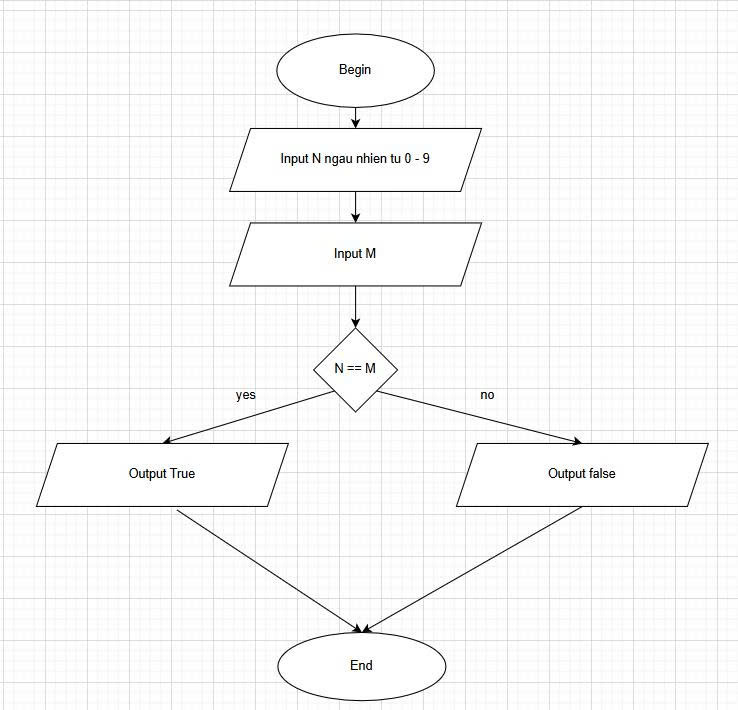 Begin
Input N ngau nhien tu 0 - 9
Input M
N == M
yes
no
Output True
Output false
End